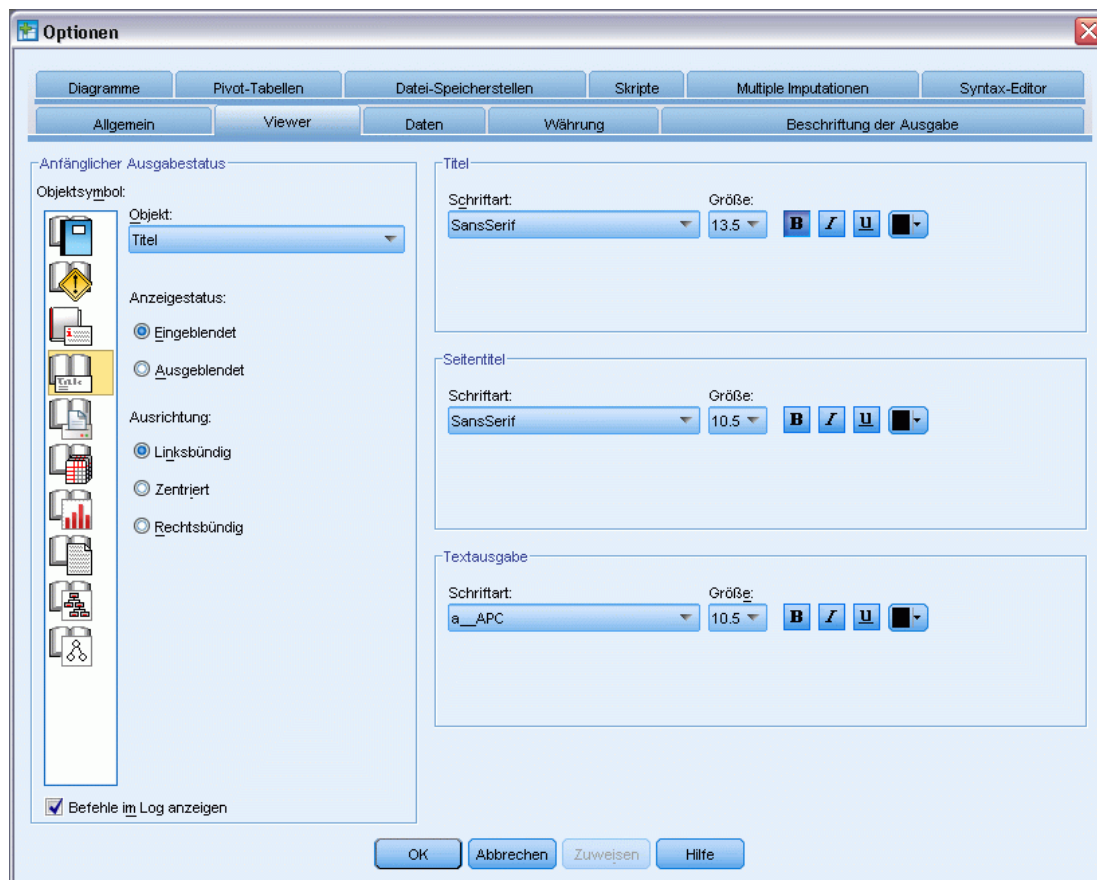 Optionen
Diagramme Pivot-Tabellen Datei-Speicherstellen Skripte Multiple Imputationen Syntax-Editor
Allgemein Viewer Daten Währung Beschriftung der Ausgabe
Anfänglicher Ausgabestatus
Objektsymbol:
Objekt:
Titel
Anzeigestatus:
Eingeblendet
Ausgeblendet
Ausrichtung:
Linksbündig
Zentriert
Rechtsbündig
Befehle im Log anzeigen
Titel
Schriftart: Größe:
SansSerif 13.5 B I U
Seitentitel
Schriftart: Größe:
SansSerif 10.5 B I U
Textausgabe
Schriftart: Größe:
a__APC 10.5 B I U
OK Abbrechen Zuweisen Hilfe